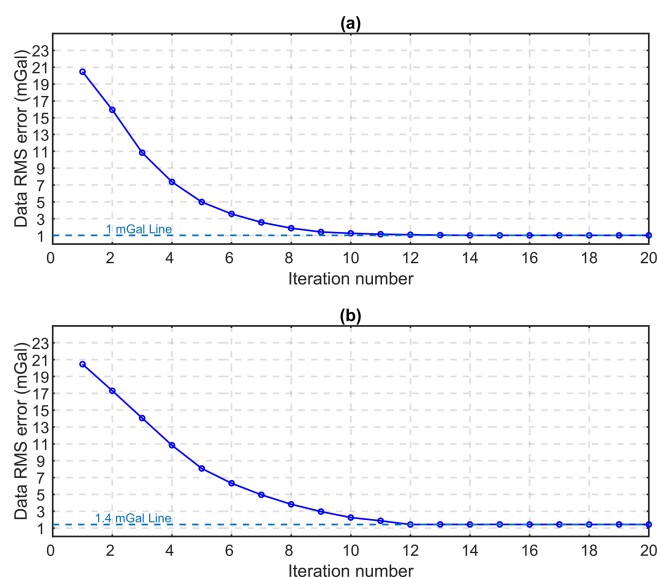 (a)
Data RMS error (mGal)
23
21
19
17
15
13
11
9
7
5
3
1
1 mGal Line
0 2 4 6 8 10 12 14 16 18 20
Iteration number
(b)
Data RMS error (mGal)
23
21
19
17
15
13
11
9
7
5
3
1
1.4 mGal Line
0 2 4 6 8 10 12 14 16 18 20
Iteration number